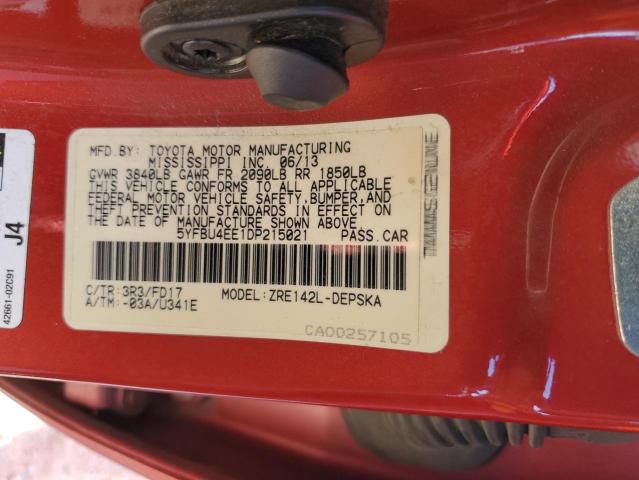 MFD.BY: TOYOTA MOTOR MANUFACTURING
MISSISSIPPI INC 06/13
GVWR 3840LB GAWR FR 2090LB RR 1850LB
THIS VEHICLE CONFORMS TO ALL APPLICABLE
FEDERAL MOTOR VEHICLE SAFETY,BUMPER,AND
THEFT PREVENTION STANDARDS IN EFFECT
ON THE DATE OF MANUFACTURE SHOWN ABOVE
5YFBU4EE1DP215021 PASS.CAR
C/TR:3R3/FD17
A/TM:-03A/U341E
MODEL:ZRE142L-DEPSKA
CA00257105
J4
42661-02C91